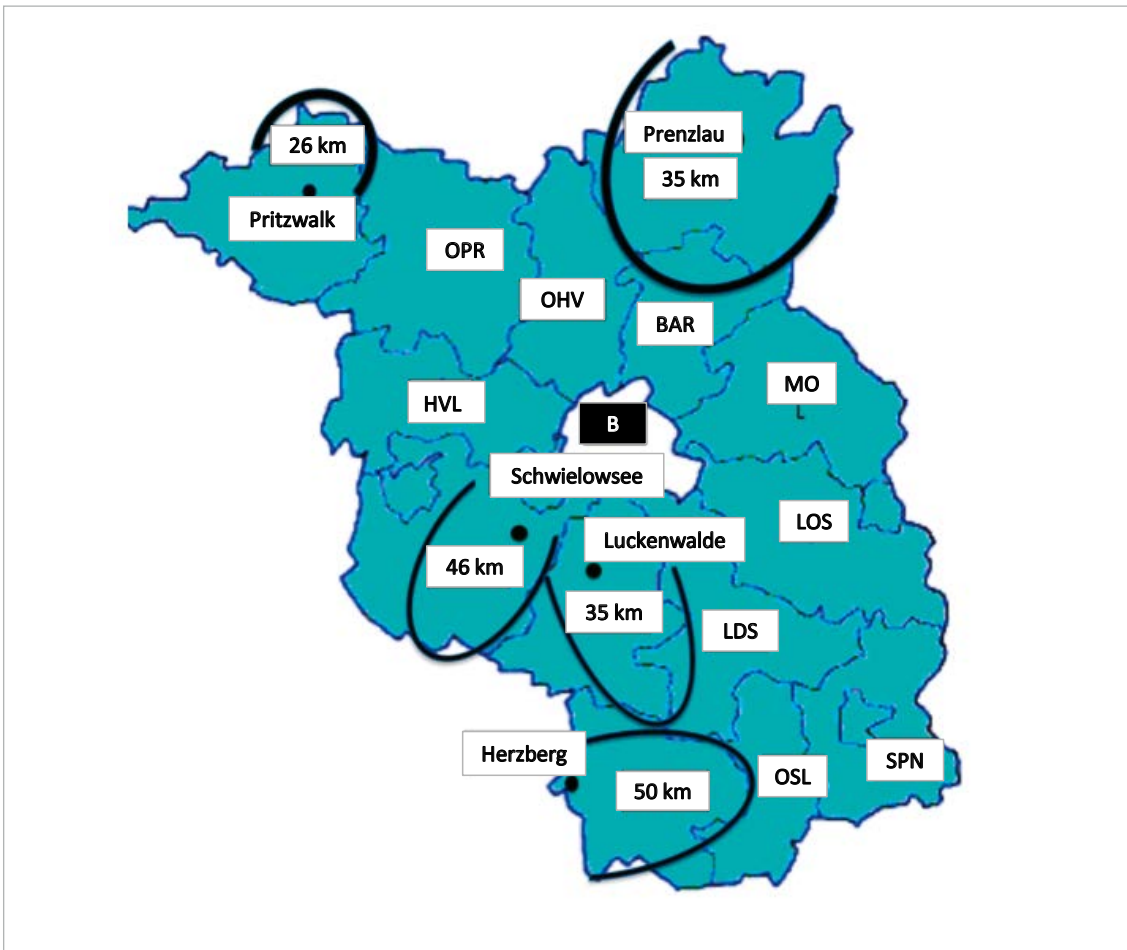 Prenzlau
26 km
35 km
Pritzwalk
OPR
OHV
BAR
MO
L
HVL
B
Schwielowsee
LOS
Luckenwalde
46 km
35 km
LDS
Herzberg
SPN
OSL
50 km